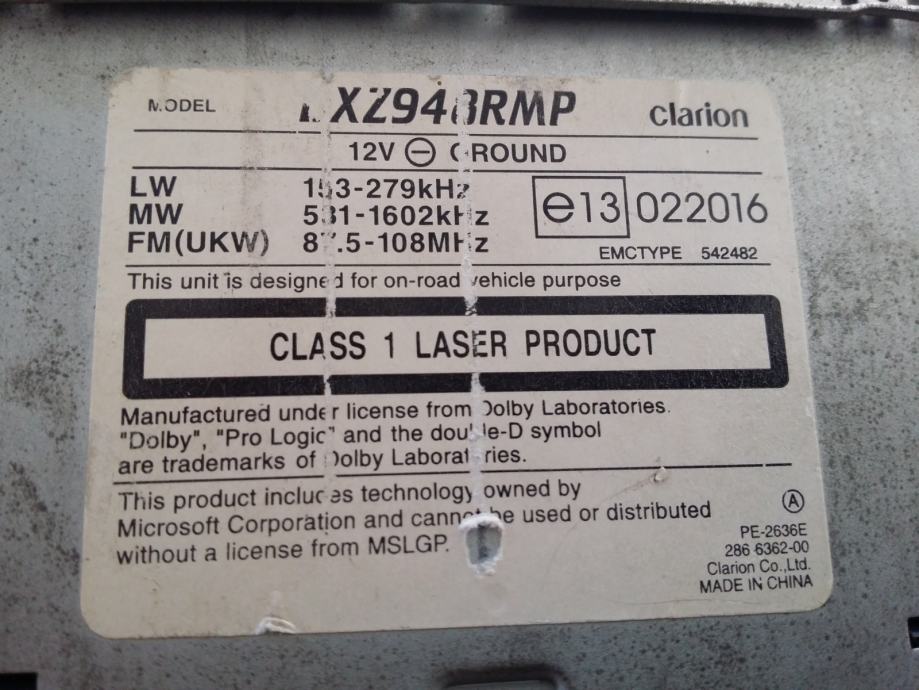 MODEL DXZ948RMP clarion
12V ⊖ GROUND
LW 153-279kHz
MW 531-1602kHz
FM(UKW) 87.5-108MHz
e13 022016
EMCTYPE 542482
This unit is designed for on-road vehicle purpose
CLASS 1 LASER PRODUCT
Manufactured under license from Dolby Laboratories.
"Dolby", "Pro Logic" and the double-D symbol
are trademarks of Dolby Laboratories.
This product includes technology owned by
Microsoft Corporation and cannot be used or distributed
without a license from MSLGP.
Ⓐ
PE-2636E
286-6362-00
Clarion Co.,Ltd.
MADE IN CHINA